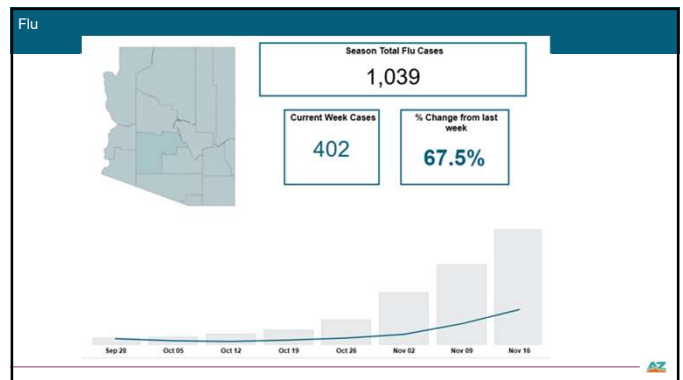 Flu
Season Total Flu Cases
1,039
Current Week Cases
402
% Change from last
week
67.5%
Sep 28 Oct 05 Oct 12 Oct 19 Oct 26 Nov 02 Nov 09 Nov 16
AZ